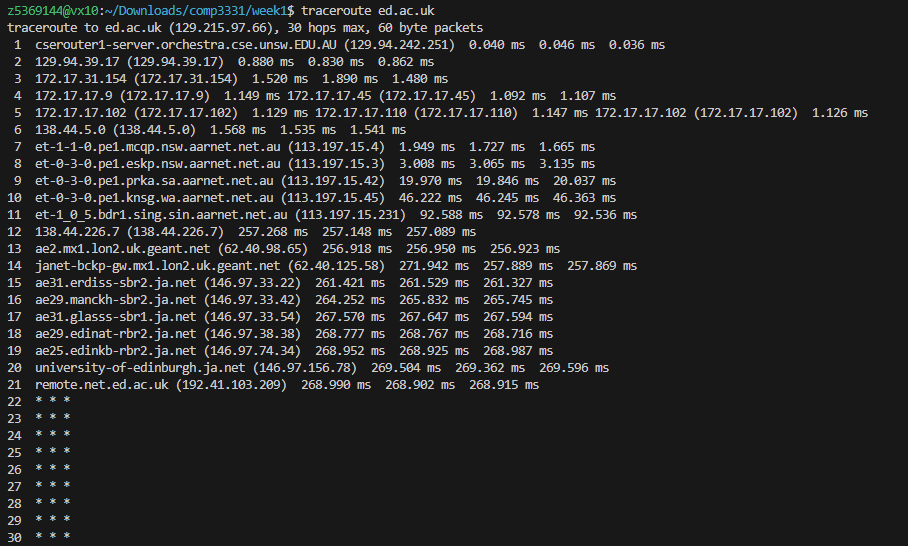 z5369144@vx10:~/Downloads/comp3331/week1$ traceroute ed.ac.uk
traceroute to ed.ac.uk (129.215.97.66), 30 hops max, 60 byte packets
 1  cserouter1-server.orchestra.cse.unsw.EDU.AU (129.94.242.251)  0.040 ms  0.046 ms  0.036 ms
 2  129.94.39.17 (129.94.39.17)  0.880 ms  0.830 ms  0.862 ms
 3  172.17.31.154 (172.17.31.154)  1.520 ms  1.890 ms  1.480 ms
 4  172.17.17.9 (172.17.17.9)  1.149 ms 172.17.17.45 (172.17.17.45)  1.092 ms  1.107 ms
 5  172.17.17.102 (172.17.17.102)  1.129 ms 172.17.17.110 (172.17.17.110)  1.147 ms 172.17.17.102 (172.17.17.102)  1.126 ms
 6  138.44.5.0 (138.44.5.0)  1.568 ms  1.535 ms  1.541 ms
 7  et-1-1-0.pe1.mcqp.nsw.aarnet.net.au (113.197.15.4)  1.949 ms  1.727 ms  1.665 ms
 8  et-0-3-0.pe1.eskp.nsw.aarnet.net.au (113.197.15.3)  3.008 ms  3.065 ms  3.135 ms
 9  et-0-3-0.pe1.prka.sa.aarnet.net.au (113.197.15.42)  19.970 ms  19.846 ms  20.037 ms
10  et-0-3-0.pe1.knsg.wa.aarnet.net.au (113.197.15.45)  46.222 ms  46.245 ms  46.363 ms
11  et-1_0_5.bdr1.sing.sin.aarnet.net.au (113.197.15.231)  92.588 ms  92.578 ms  92.536 ms
12  138.44.226.7 (138.44.226.7)  257.268 ms  257.148 ms  257.089 ms
13  ae2.mx1.lon2.uk.geant.net (62.40.98.65)  256.918 ms  256.950 ms  256.923 ms
14  janet-bckp-gw.mx1.lon2.uk.geant.net (62.40.125.58)  271.942 ms  257.889 ms  257.869 ms
15  ae31.erdiss-sbr2.ja.net (146.97.33.22)  261.421 ms  261.529 ms  261.327 ms
16  ae29.manckh-sbr2.ja.net (146.97.33.42)  264.252 ms  265.832 ms  265.745 ms
17  ae31.glasss-sbr1.ja.net (146.97.33.54)  267.570 ms  267.647 ms  267.594 ms
18  ae29.edinat-rbr2.ja.net (146.97.38.38)  268.777 ms  268.767 ms  268.716 ms
19  ae25.edinkb-rbr2.ja.net (146.97.74.34)  268.952 ms  268.925 ms  268.987 ms
20  university-of-edinburgh.ja.net (146.97.156.78)  269.504 ms  269.362 ms  269.596 ms
21  remote.net.ed.ac.uk (192.41.103.209)  268.990 ms  268.902 ms  268.915 ms
22  * * *
23  * * *
24  * * *
25  * * *
26  * * *
27  * * *
28  * * *
29  * * *
30  * * *